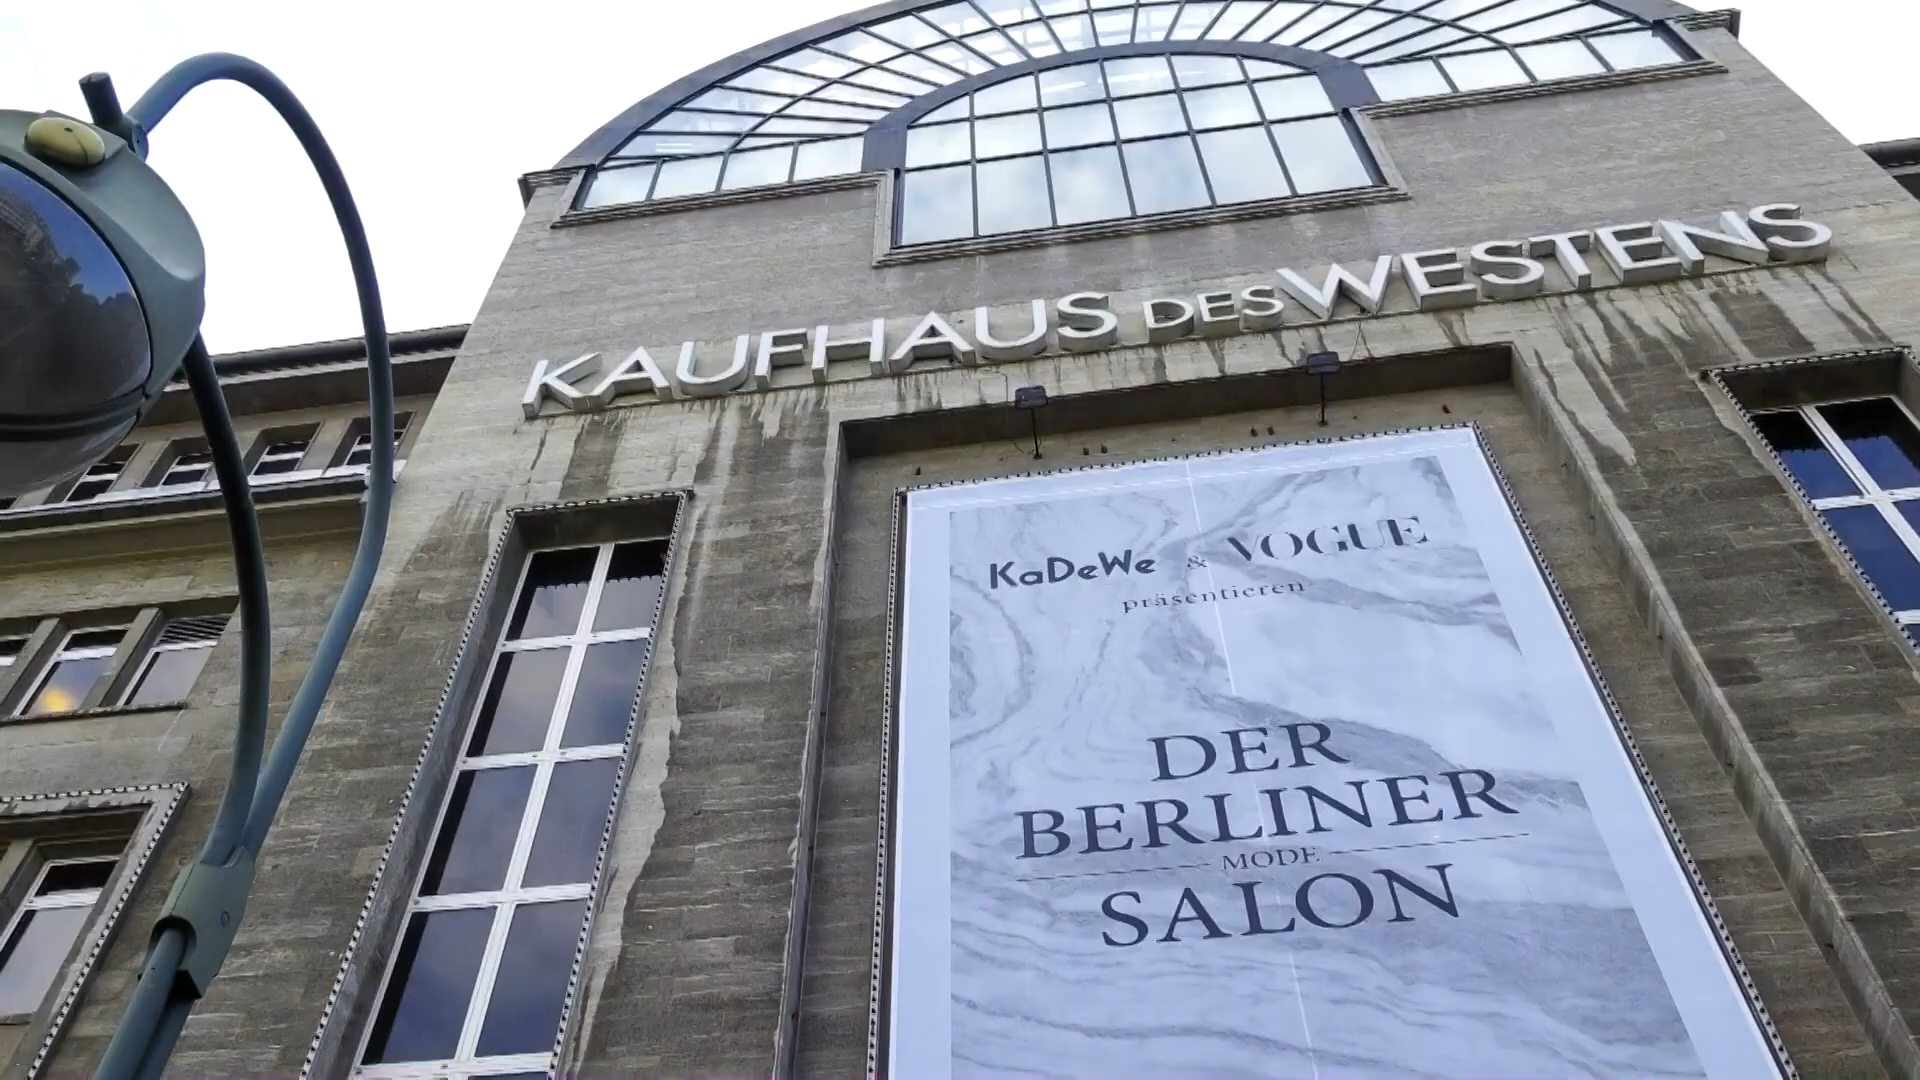 KAUFHAUS DES WESTENS
KaDeWe & VOGUE
präsentieren
DER
BERLINER
MODE
SALON